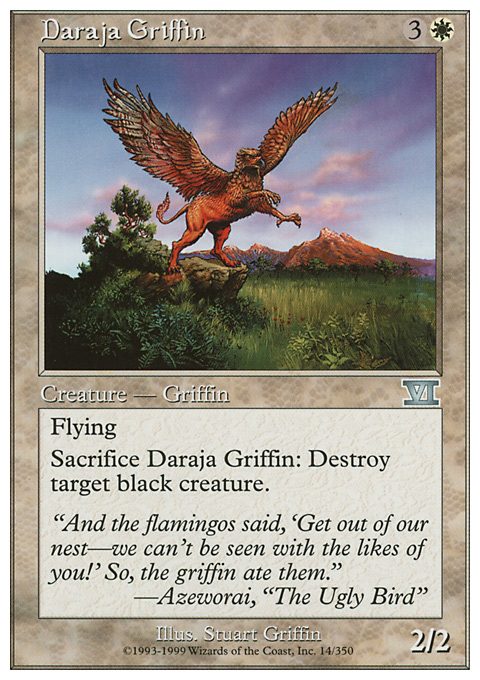 Daraja Griffin 3
Creature — Griffin VI
Flying
Sacrifice Daraja Griffin: Destroy
target black creature.
“And the flamingos said, ‘Get out of our
nest—we can’t be seen with the likes of
you!’ So, the griffin ate them.”
—Azeworai, “The Ugly Bird”
Illus. Stuart Griffin
2/2
©1993-1999 Wizards of the Coast, Inc. 14/350